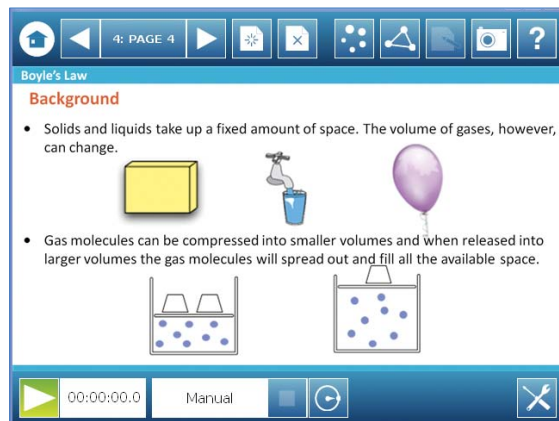 4: PAGE 4
?
Boyle's Law
Background
• Solids and liquids take up a fixed amount of space. The volume of gases, however,
can change.
• Gas molecules can be compressed into smaller volumes and when released into
larger volumes the gas molecules will spread out and fill all the available space.
00:00:00.0 Manual